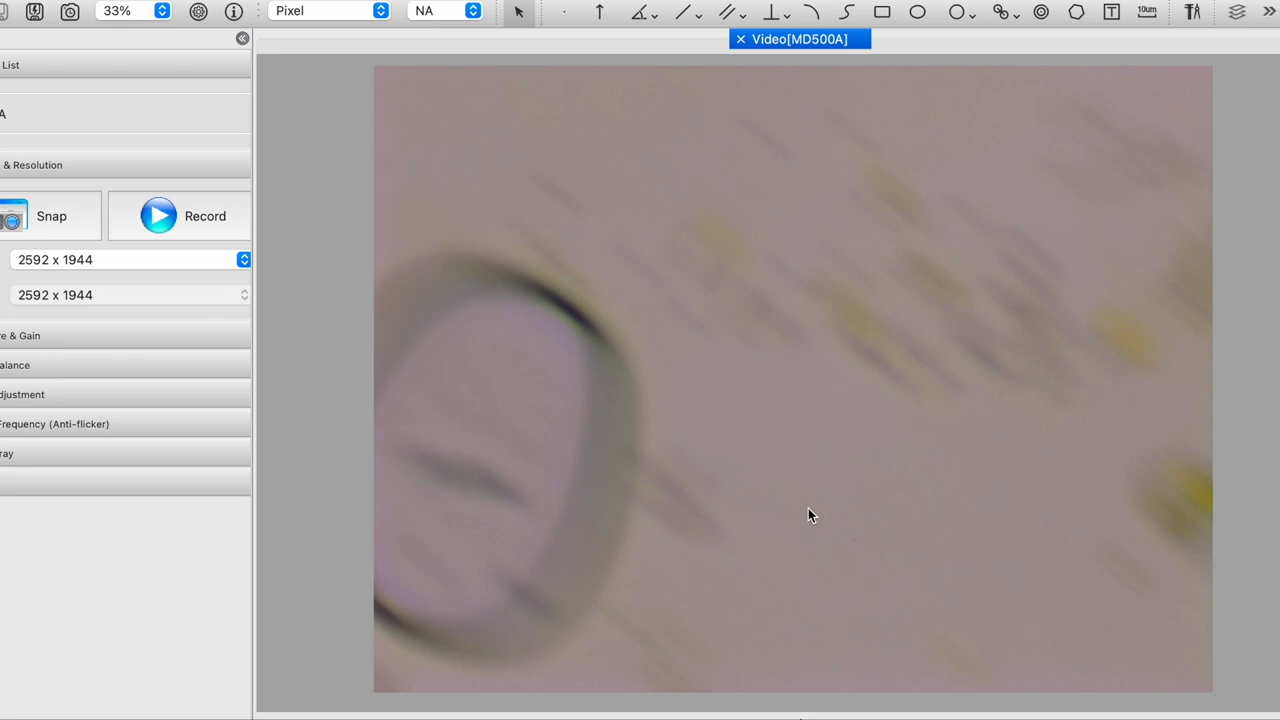 33%
Pixel
NA
10um
Video[MD500A]
List
A
& Resolution
Snap
Record
2592 x 1944
2592 x 1944
e & Gain
alance
djustment
Frequency (Anti-flicker)
ray